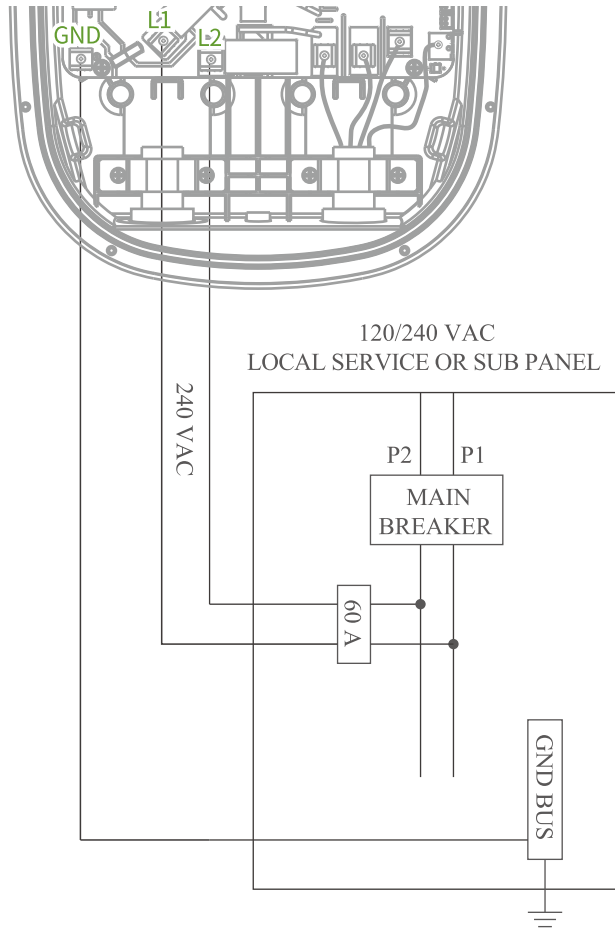 GND
L1
L2
120/240 VAC
LOCAL SERVICE OR SUB PANEL
240 VAC
P2
P1
MAIN
BREAKER
60 A
GND BUS